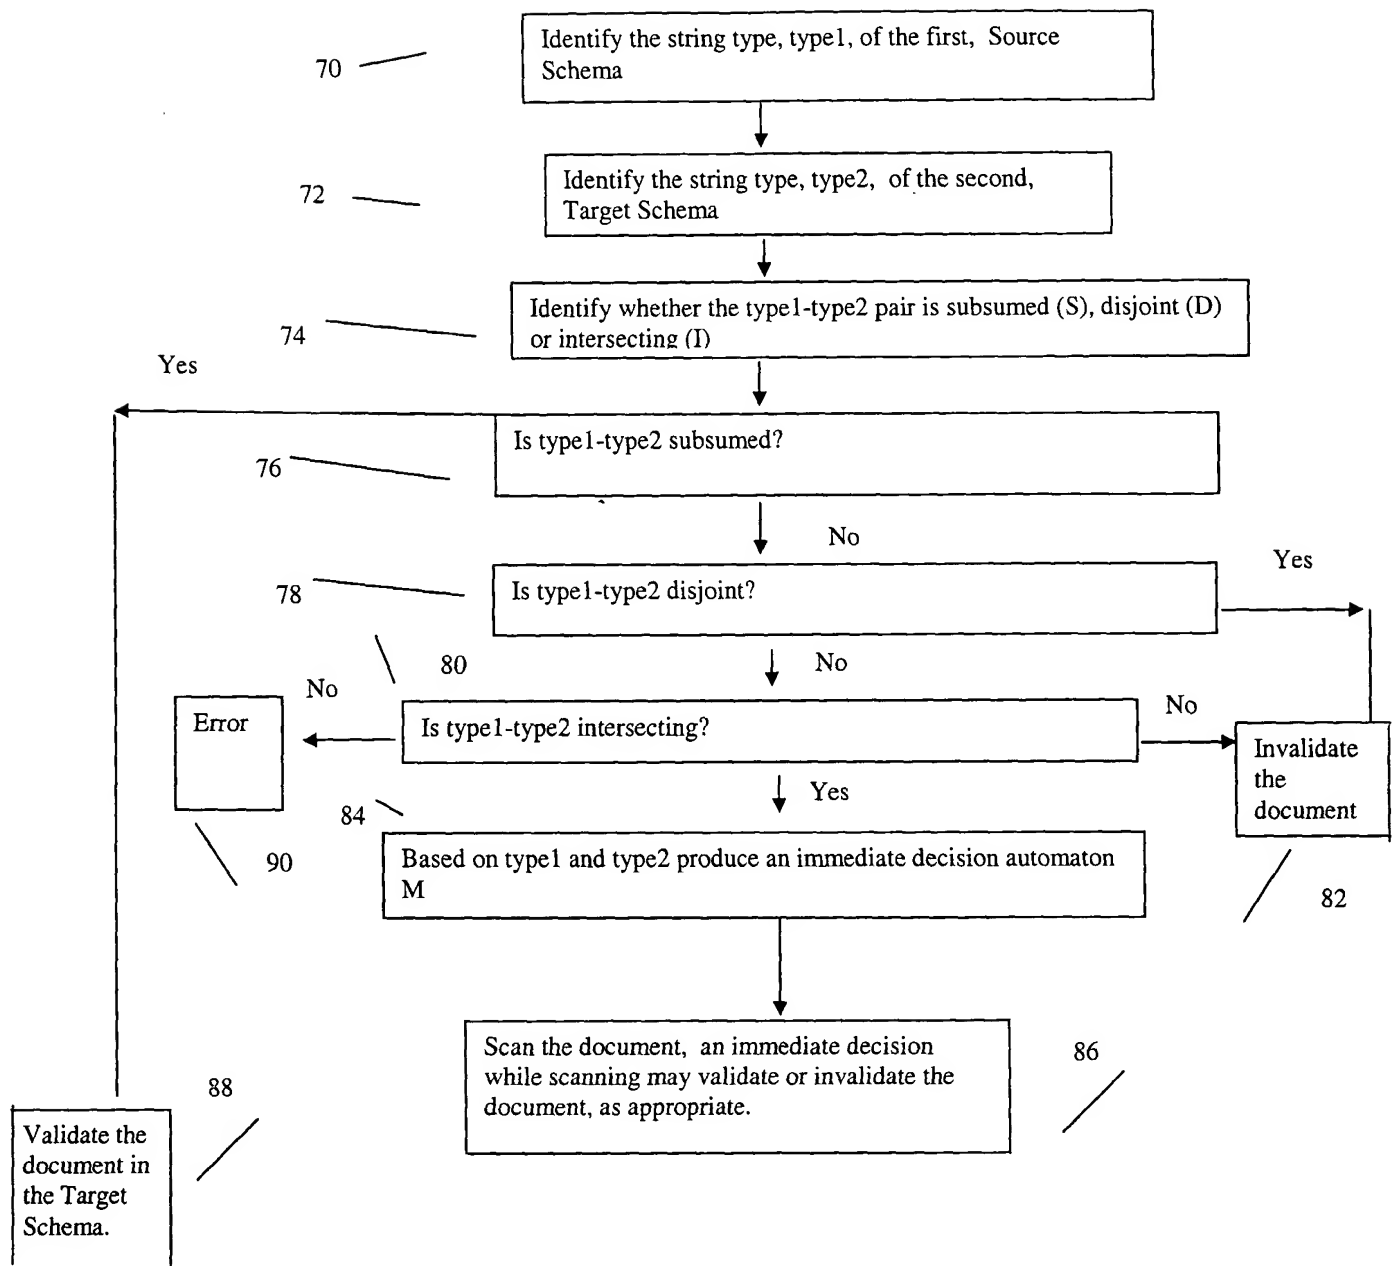 70
Identify the string type, type1, of the first, Source
Schema
72
Identify the string type, type2, of the second,
Target Schema
74
Identify whether the type1-type2 pair is subsumed (S), disjoint (D)
or intersecting (I)
Yes
Is type1-type2 subsumed?
76
No
Yes
78
Is type1-type2 disjoint?
80
No
No
No
Error
Is type1-type2 intersecting?
Invalidate
the
document
Yes
84
90
Based on type1 and type2 produce an immediate decision automaton
M
82
Scan the document, an immediate decision
while scanning may validate or invalidate the
document, as appropriate.
86
88
Validate the
document in
the Target
Schema.